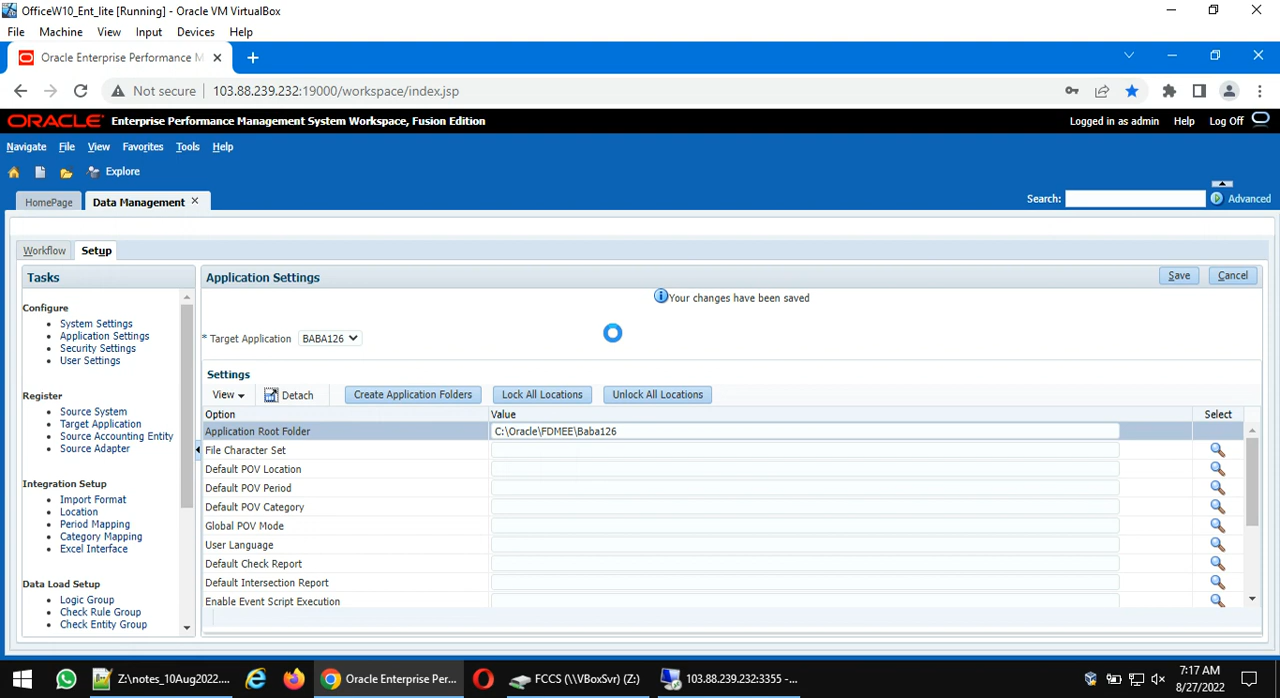 OfficeW10_Ent_lite [Running] - Oracle VM VirtualBox
File Machine View Input Devices Help
Oracle Enterprise Performance M
Not secure 103.88.239.232:19000/workspace/index.jsp
ORACLE Enterprise Performance Management System Workspace, Fusion Edition Logged in as admin Help Log Off
Navigate File View Favorites Tools Help
Explore
HomePage Data Management Search: Advanced
Workflow Setup
Tasks Application Settings Save Cancel
Your changes have been saved
Configure
System Settings
Application Settings
Security Settings
User Settings
* Target Application BABA126
Register
Source System
Target Application
Source Accounting Entity
Source Adapter
Integration Setup
Import Format
Location
Period Mapping
Category Mapping
Excel Interface
Data Load Setup
Logic Group
Check Rule Group
Check Entity Group
Settings
View Detach Create Application Folders Lock All Locations Unlock All Locations
Option Value Select
Application Root Folder C:\Oracle\FDMEE\Baba126
File Character Set
Default POV Location
Default POV Period
Default POV Category
Global POV Mode
User Language
Default Check Report
Default Intersection Report
Enable Event Script Execution
Z:\notes_10Aug2022.... Oracle Enterprise Per... FCCS (\\VBoxSvr) (Z:) 103.88.239.232:3355 -...
7:17 AM
8/27/2022